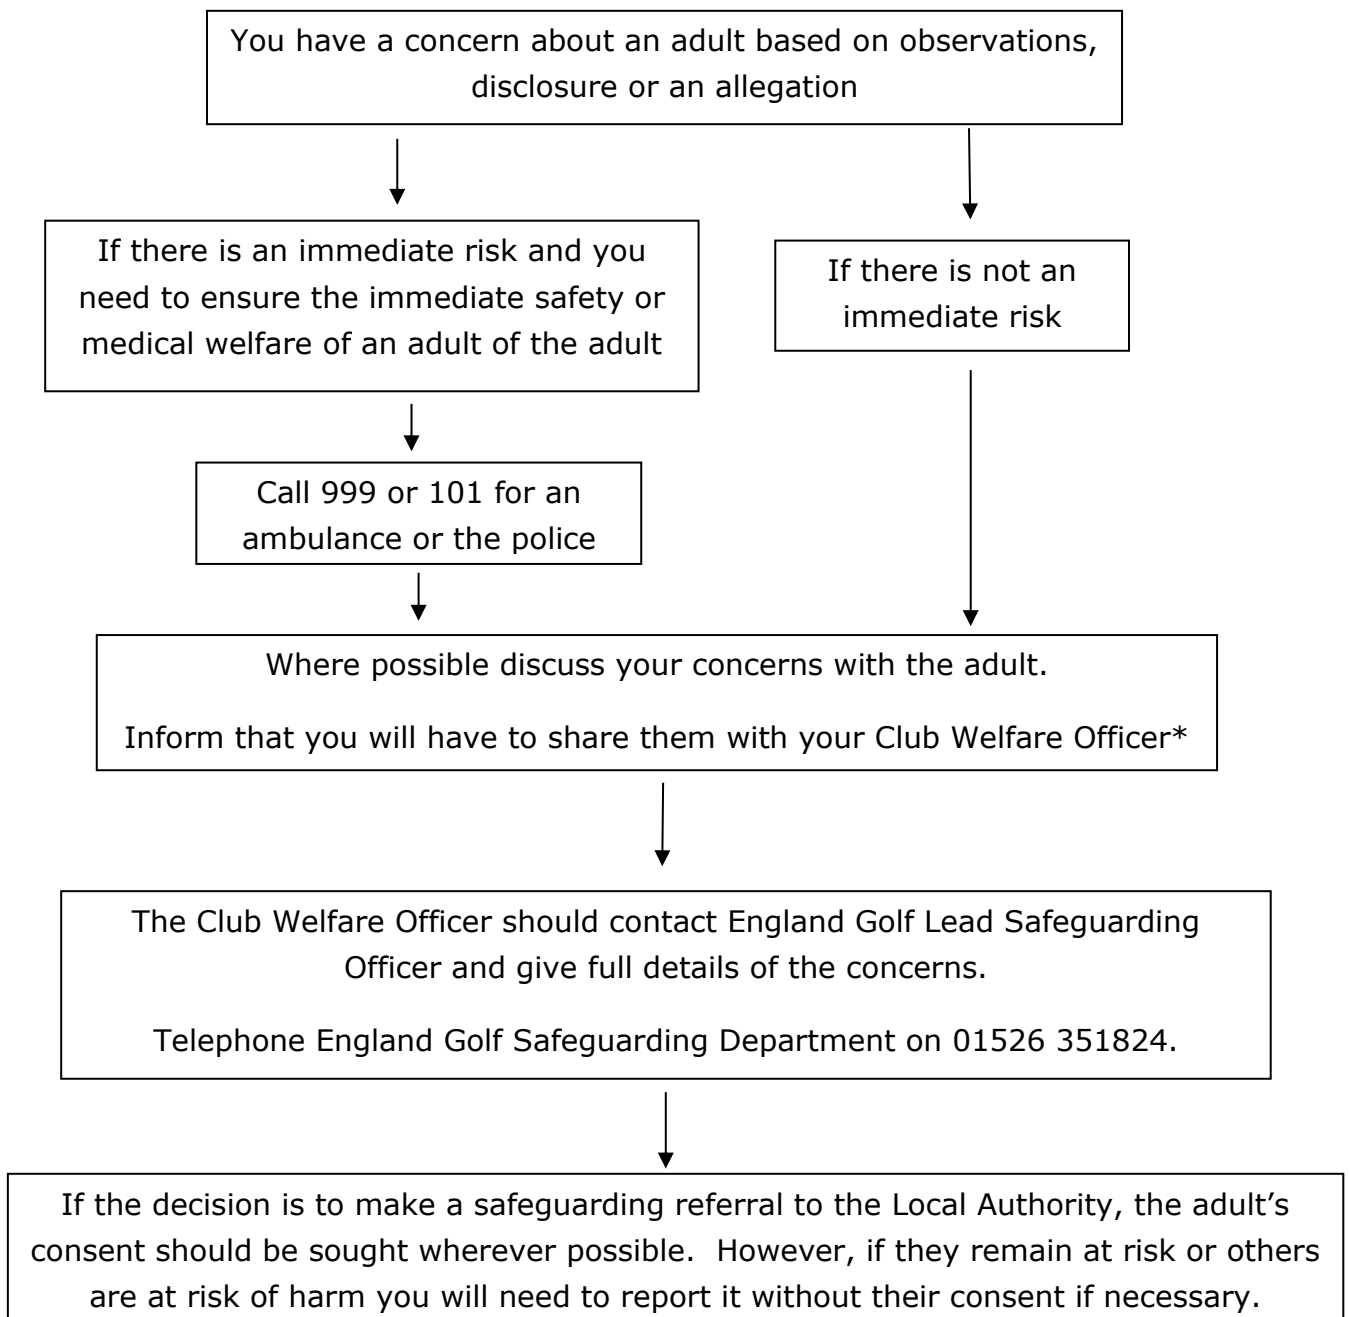 You have a concern about an adult based on observations,
disclosure or an allegation
If there is an immediate risk and you
need to ensure the immediate safety or
medical welfare of an adult of the adult
If there is not an
immediate risk
Call 999 or 101 for an
ambulance or the police
Where possible discuss your concerns with the adult.
Inform that you will have to share them with your Club Welfare Officer*
The Club Welfare Officer should contact England Golf Lead Safeguarding
Officer and give full details of the concerns.
Telephone England Golf Safeguarding Department on 01526 351824.
If the decision is to make a safeguarding referral to the Local Authority, the adult’s
consent should be sought wherever possible.  However, if they remain at risk or others
are at risk of harm you will need to report it without their consent if necessary.